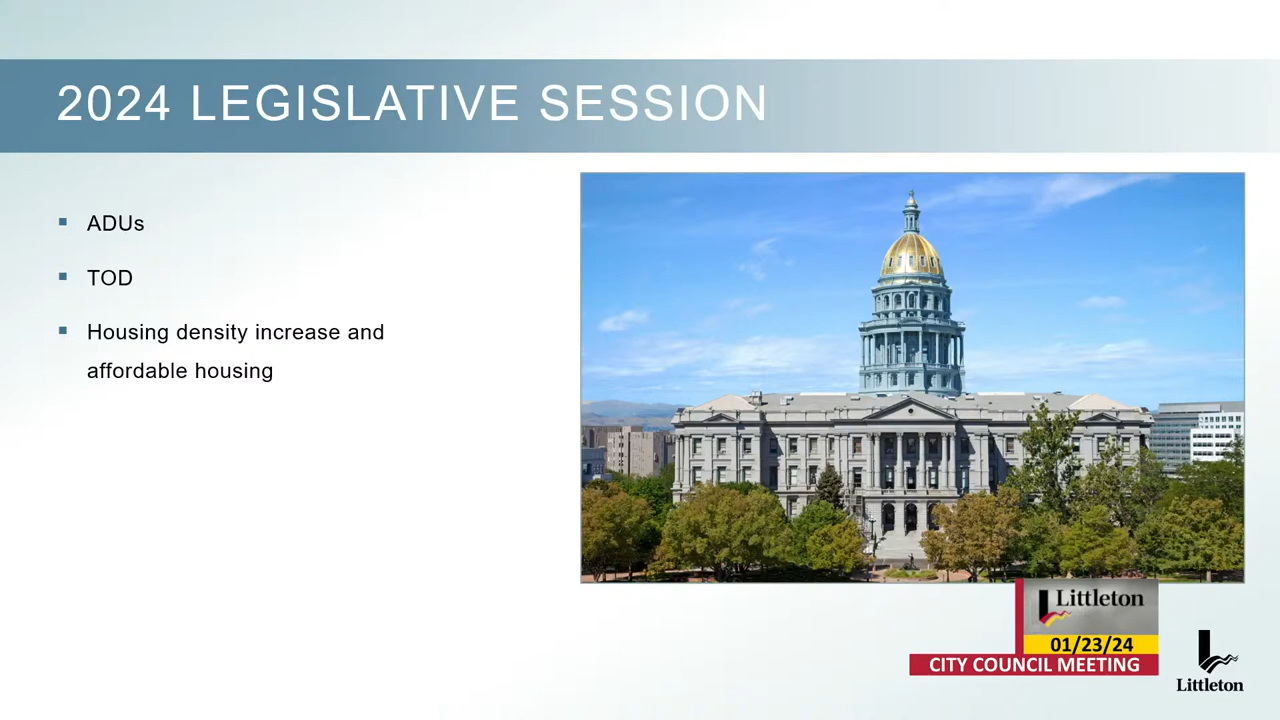 2024 LEGISLATIVE SESSION
ADUs
TOD
Housing density increase and
affordable housing
Littleton
01/23/24
CITY COUNCIL MEETING
Littleton